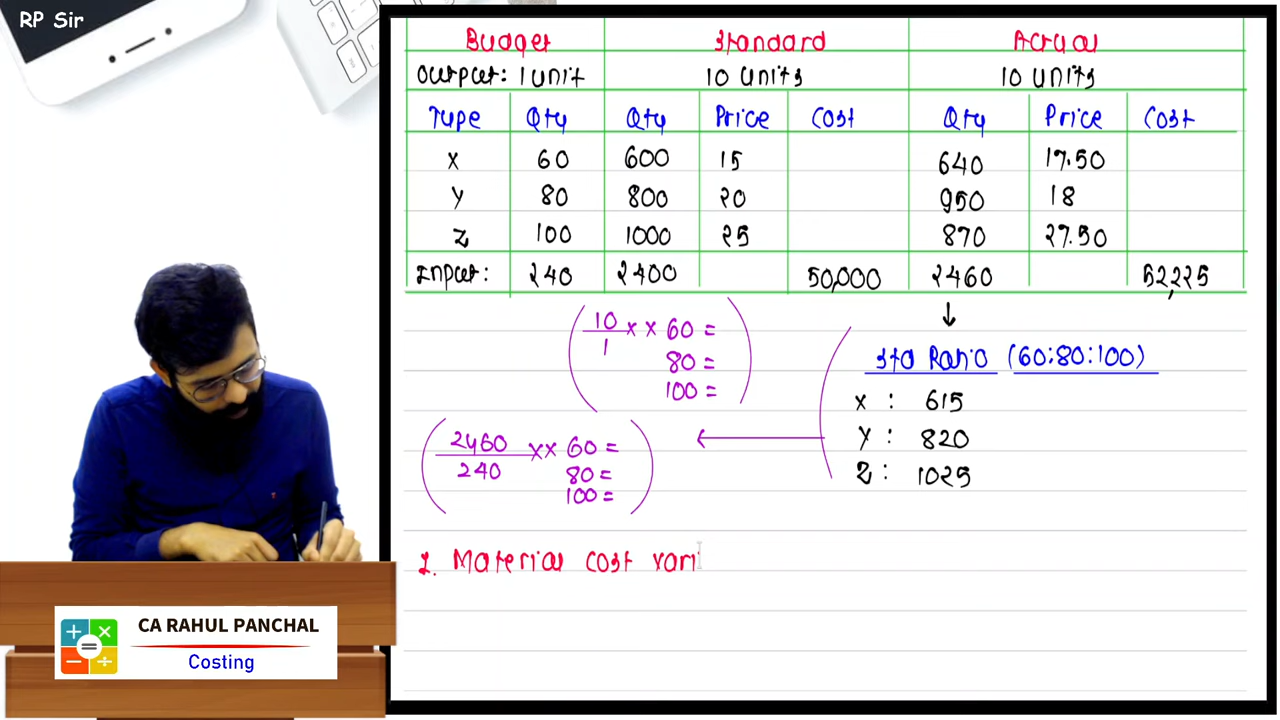 RP Sir
Budget Standard Actual
Output: 1 Unit 10 Units 10 Units
Type Qty Qty Price Cost Qty Price Cost
X 60 600 15 640 17.50
Y 80 800 20 950 18
Z 100 1000 25 870 27.50
Input: 240 2400 50,000 2460 52,225
↓
( 10/1 x x 60 =
80 =
100 = )
Std Ratio (60:80:100)
X : 615
Y : 820
Z : 1025
( 2460/240 xx 60 =
80 =
100 = )
1. Material Cost Vari
CA RAHUL PANCHAL
Costing